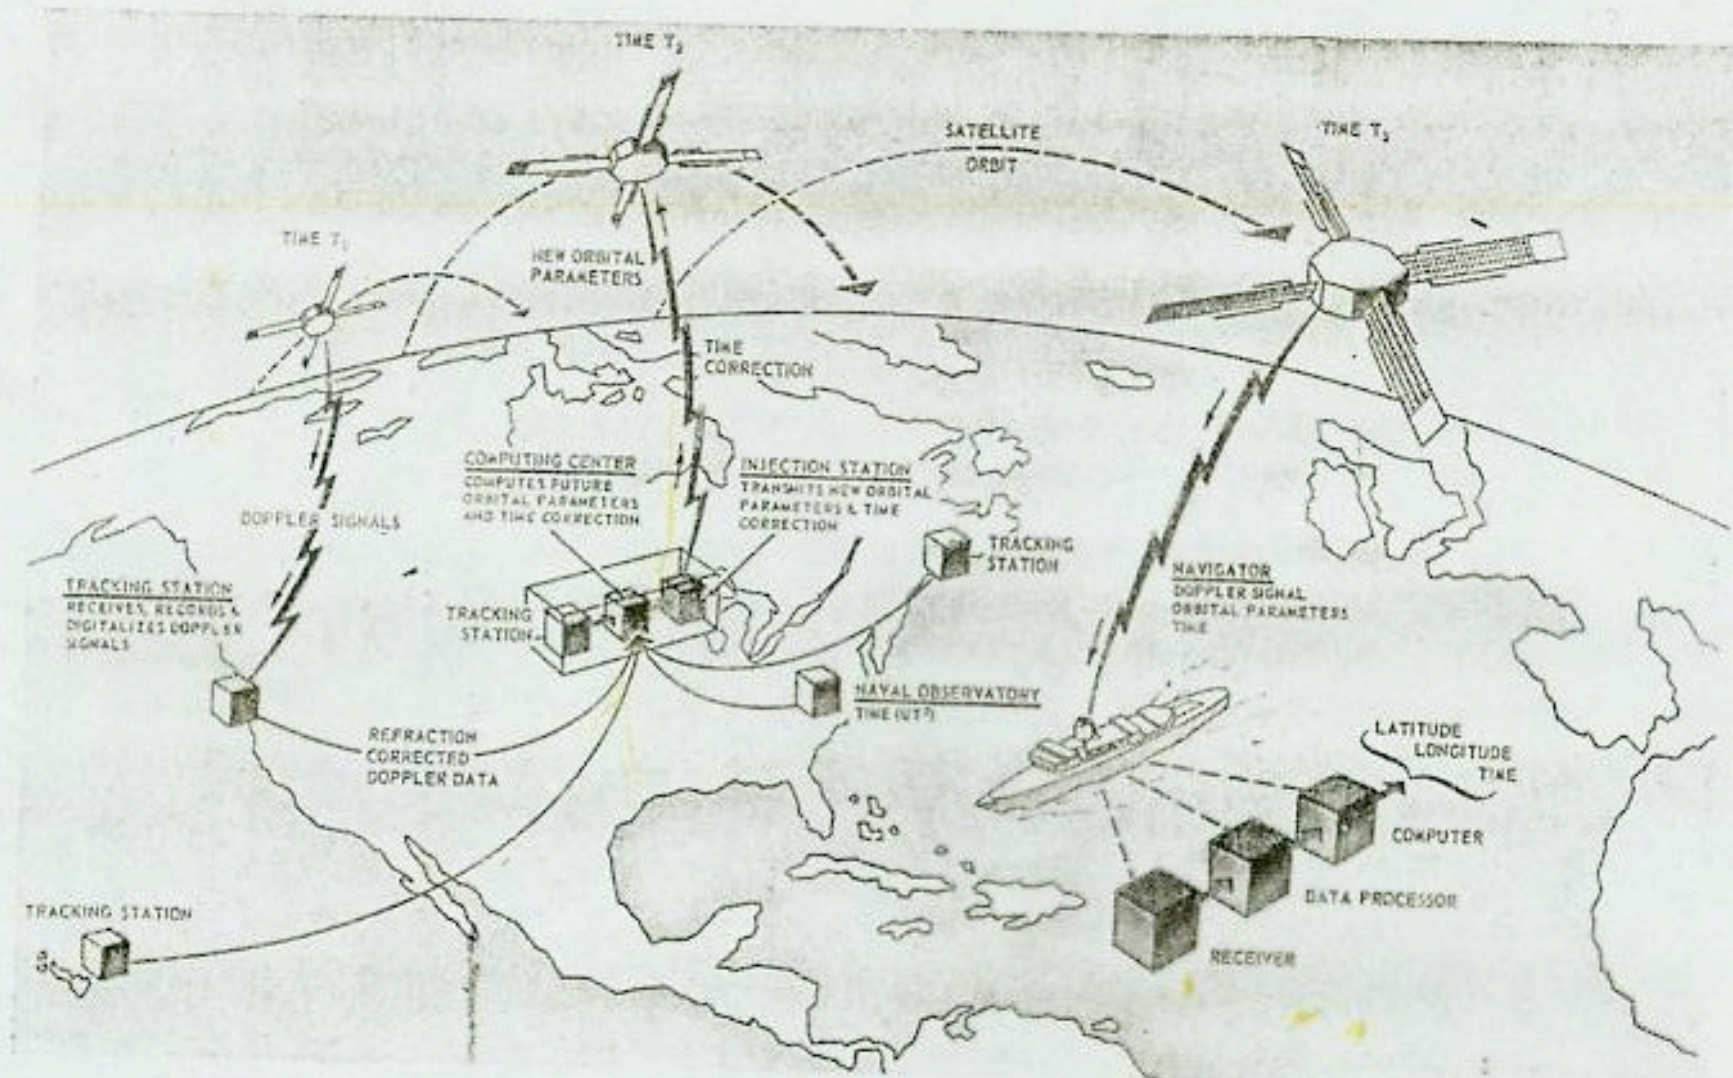 TIME T₂
SATELLITE
ORBIT
TIME T₃
TIME T₁
NEW ORBITAL
PARAMETERS
TIME
CORRECTION
COMPUTING CENTER
COMPUTES FUTURE
ORBITAL PARAMETERS
AND TIME CORRECTION
INJECTION STATION
TRANSMITS NEW ORBITAL
PARAMETERS & TIME
CORRECTION
DOPPLER SIGNALS
TRACKING STATION
RECEIVES, RECORDS &
DIGITALIZES DOPPLER
SIGNALS
TRACKING
STATION
TRACKING
STATION
NAVIGATOR
DOPPLER SIGNAL
ORBITAL PARAMETERS
TIME
NAVAL OBSERVATORY
TIME (UT²)
REFRACTION
CORRECTED
DOPPLER DATA
LATITUDE
LONGITUDE
TIME
COMPUTER
DATA PROCESSOR
RECEIVER
TRACKING STATION